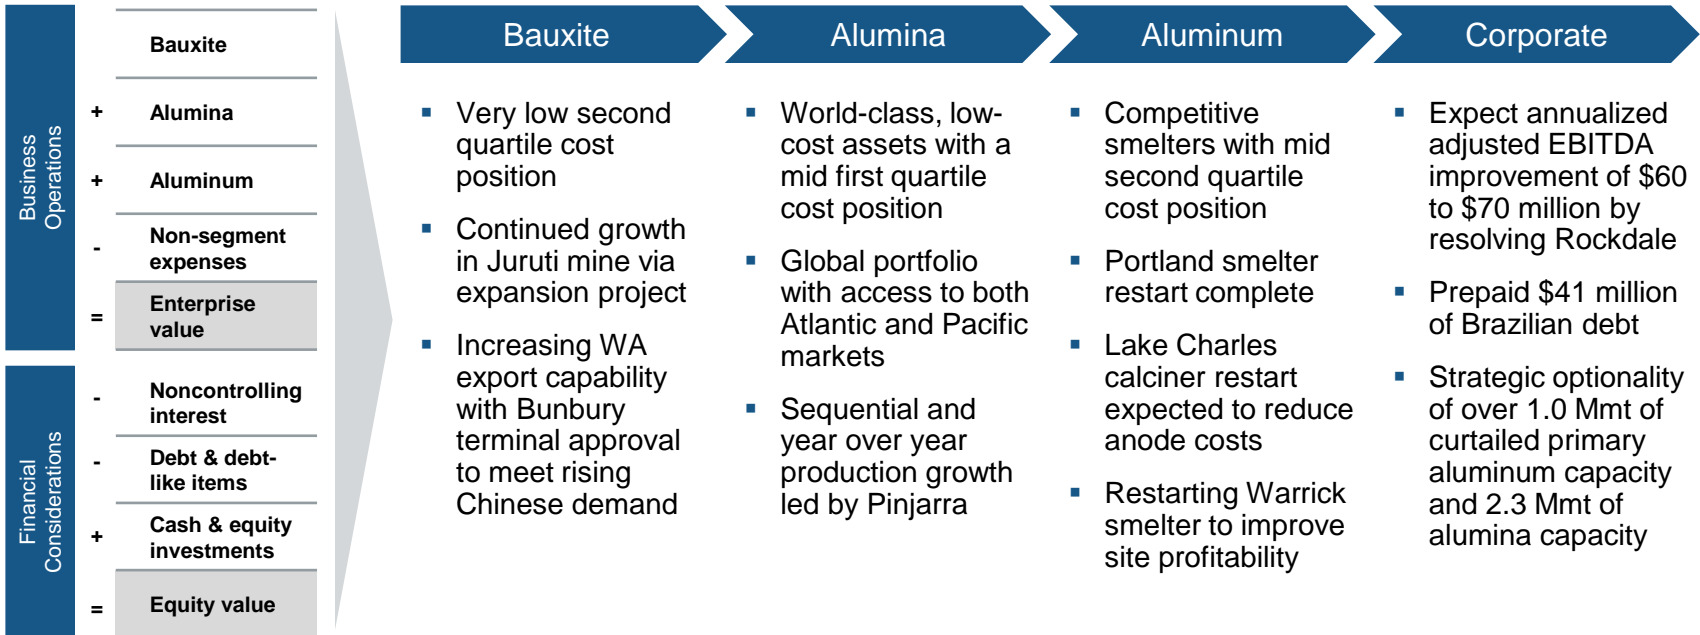 Business
Operations
Bauxite
+ Alumina
+ Aluminum
- Non-segment
expenses
= Enterprise
value
Financial
Considerations
- Noncontrolling
interest
- Debt & debt-
like items
+ Cash & equity
investments
= Equity value
Bauxite
▪ Very low second
quartile cost
position
▪ Continued growth
in Juruti mine via
expansion project
▪ Increasing WA
export capability
with Bunbury
terminal approval
to meet rising
Chinese demand
Alumina
▪ World-class, low-
cost assets with a
mid first quartile
cost position
▪ Global portfolio
with access to both
Atlantic and Pacific
markets
▪ Sequential and
year over year
production growth
led by Pinjarra
Aluminum
▪ Competitive
smelters with mid
second quartile
cost position
▪ Portland smelter
restart complete
▪ Lake Charles
calciner restart
expected to reduce
anode costs
▪ Restarting Warrick
smelter to improve
site profitability
Corporate
▪ Expect annualized
adjusted EBITDA
improvement of $60
to $70 million by
resolving Rockdale
▪ Prepaid $41 million
of Brazilian debt
▪ Strategic optionality
of over 1.0 Mmt of
curtailed primary
aluminum capacity
and 2.3 Mmt of
alumina capacity